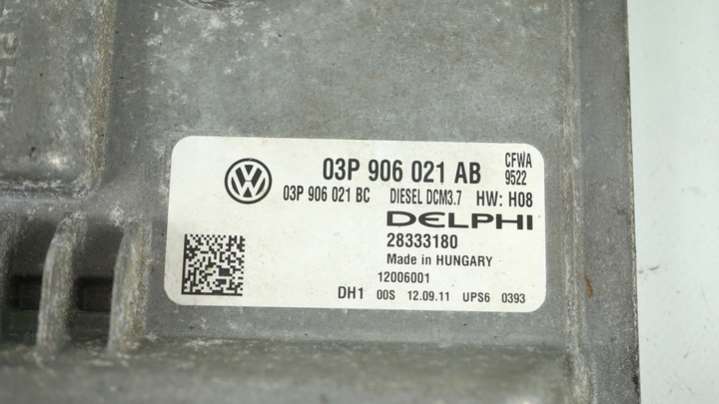 03P 906 021 AB CFWA 9522
03P 906 021 BC DIESEL DCM3.7 HW: H08
DELPHI
28333180
Made in HUNGARY
12006001
DH1 00S 12.09.11 UPS6 0393